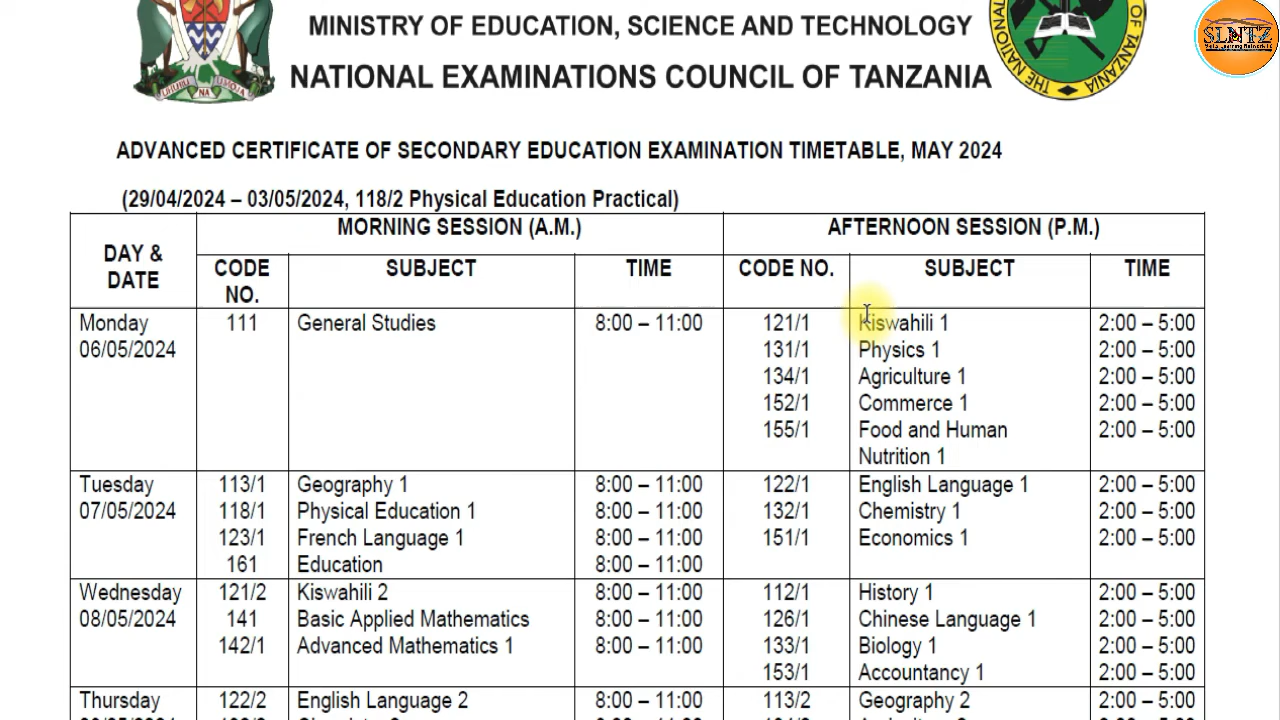 MINISTRY OF EDUCATION, SCIENCE AND TECHNOLOGY
NATIONAL EXAMINATIONS COUNCIL OF TANZANIA
UHURU NA UMOJA
THE NATIONAL OF TANZANIA
SLNTZ
ADVANCED CERTIFICATE OF SECONDARY EDUCATION EXAMINATION TIMETABLE, MAY 2024
(29/04/2024 – 03/05/2024, 118/2 Physical Education Practical)
DAY & DATE MORNING SESSION (A.M.) AFTERNOON SESSION (P.M.)
CODE NO. SUBJECT TIME CODE NO. SUBJECT TIME
Monday 111 General Studies 8:00 – 11:00 121/1 Kiswahili 1 2:00 – 5:00
06/05/2024 131/1 Physics 1 2:00 – 5:00
134/1 Agriculture 1 2:00 – 5:00
152/1 Commerce 1 2:00 – 5:00
155/1 Food and Human 2:00 – 5:00
Nutrition 1
Tuesday 113/1 Geography 1 8:00 – 11:00 122/1 English Language 1 2:00 – 5:00
07/05/2024 118/1 Physical Education 1 8:00 – 11:00 132/1 Chemistry 1 2:00 – 5:00
123/1 French Language 1 8:00 – 11:00 151/1 Economics 1 2:00 – 5:00
161 Education 8:00 – 11:00
Wednesday 121/2 Kiswahili 2 8:00 – 11:00 112/1 History 1 2:00 – 5:00
08/05/2024 141 Basic Applied Mathematics 8:00 – 11:00 126/1 Chinese Language 1 2:00 – 5:00
142/1 Advanced Mathematics 1 8:00 – 11:00 133/1 Biology 1 2:00 – 5:00
153/1 Accountancy 1 2:00 – 5:00
Thursday 122/2 English Language 2 8:00 – 11:00 113/2 Geography 2 2:00 – 5:00